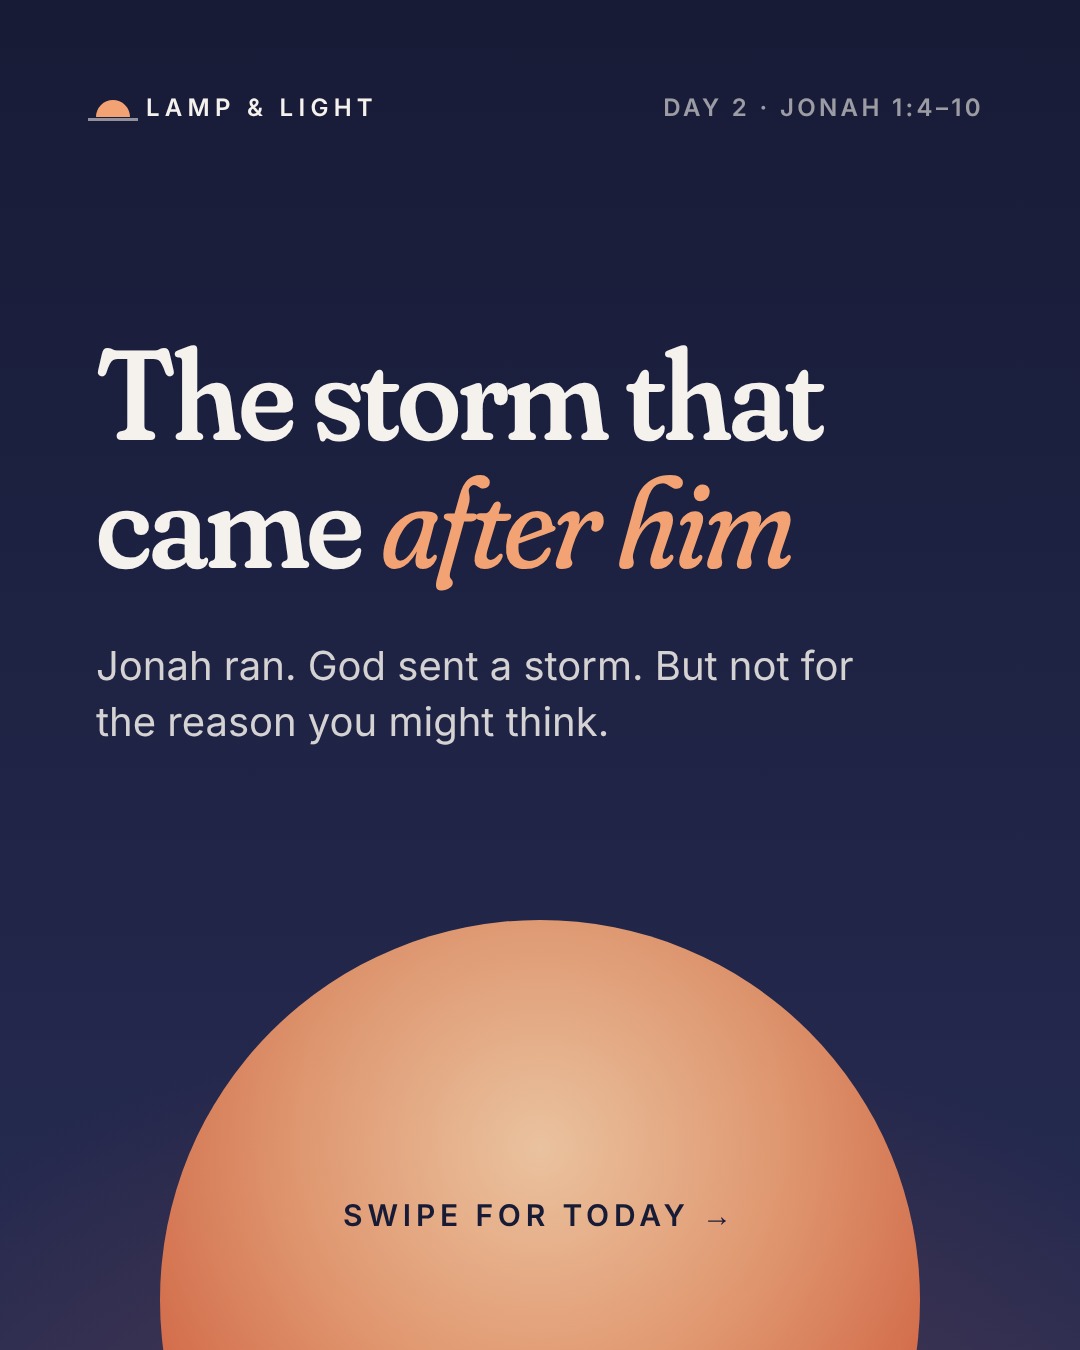 LAMP & LIGHT
DAY 2 · JONAH 1:4–10
The storm that
came after him
Jonah ran. God sent a storm. But not for
the reason you might think.
SWIPE FOR TODAY →